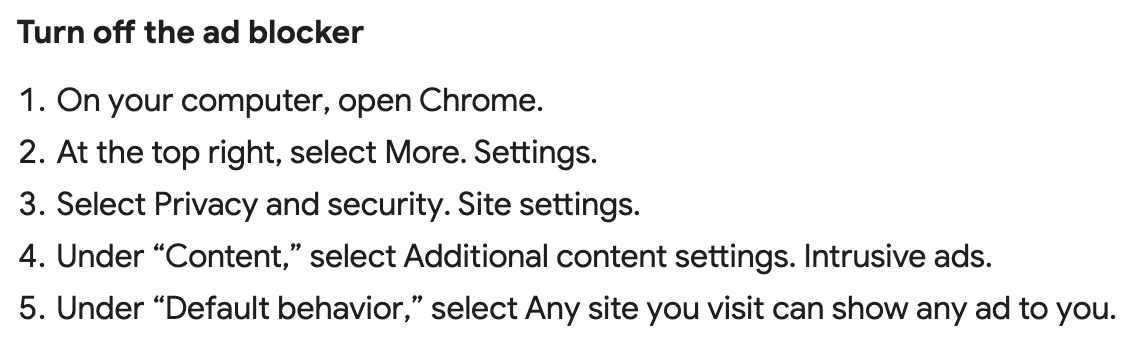 Turn off the ad blocker
1. On your computer, open Chrome.
2. At the top right, select More. Settings.
3. Select Privacy and security. Site settings.
4. Under “Content,” select Additional content settings. Intrusive ads.
5. Under “Default behavior,” select Any site you visit can show any ad to you.